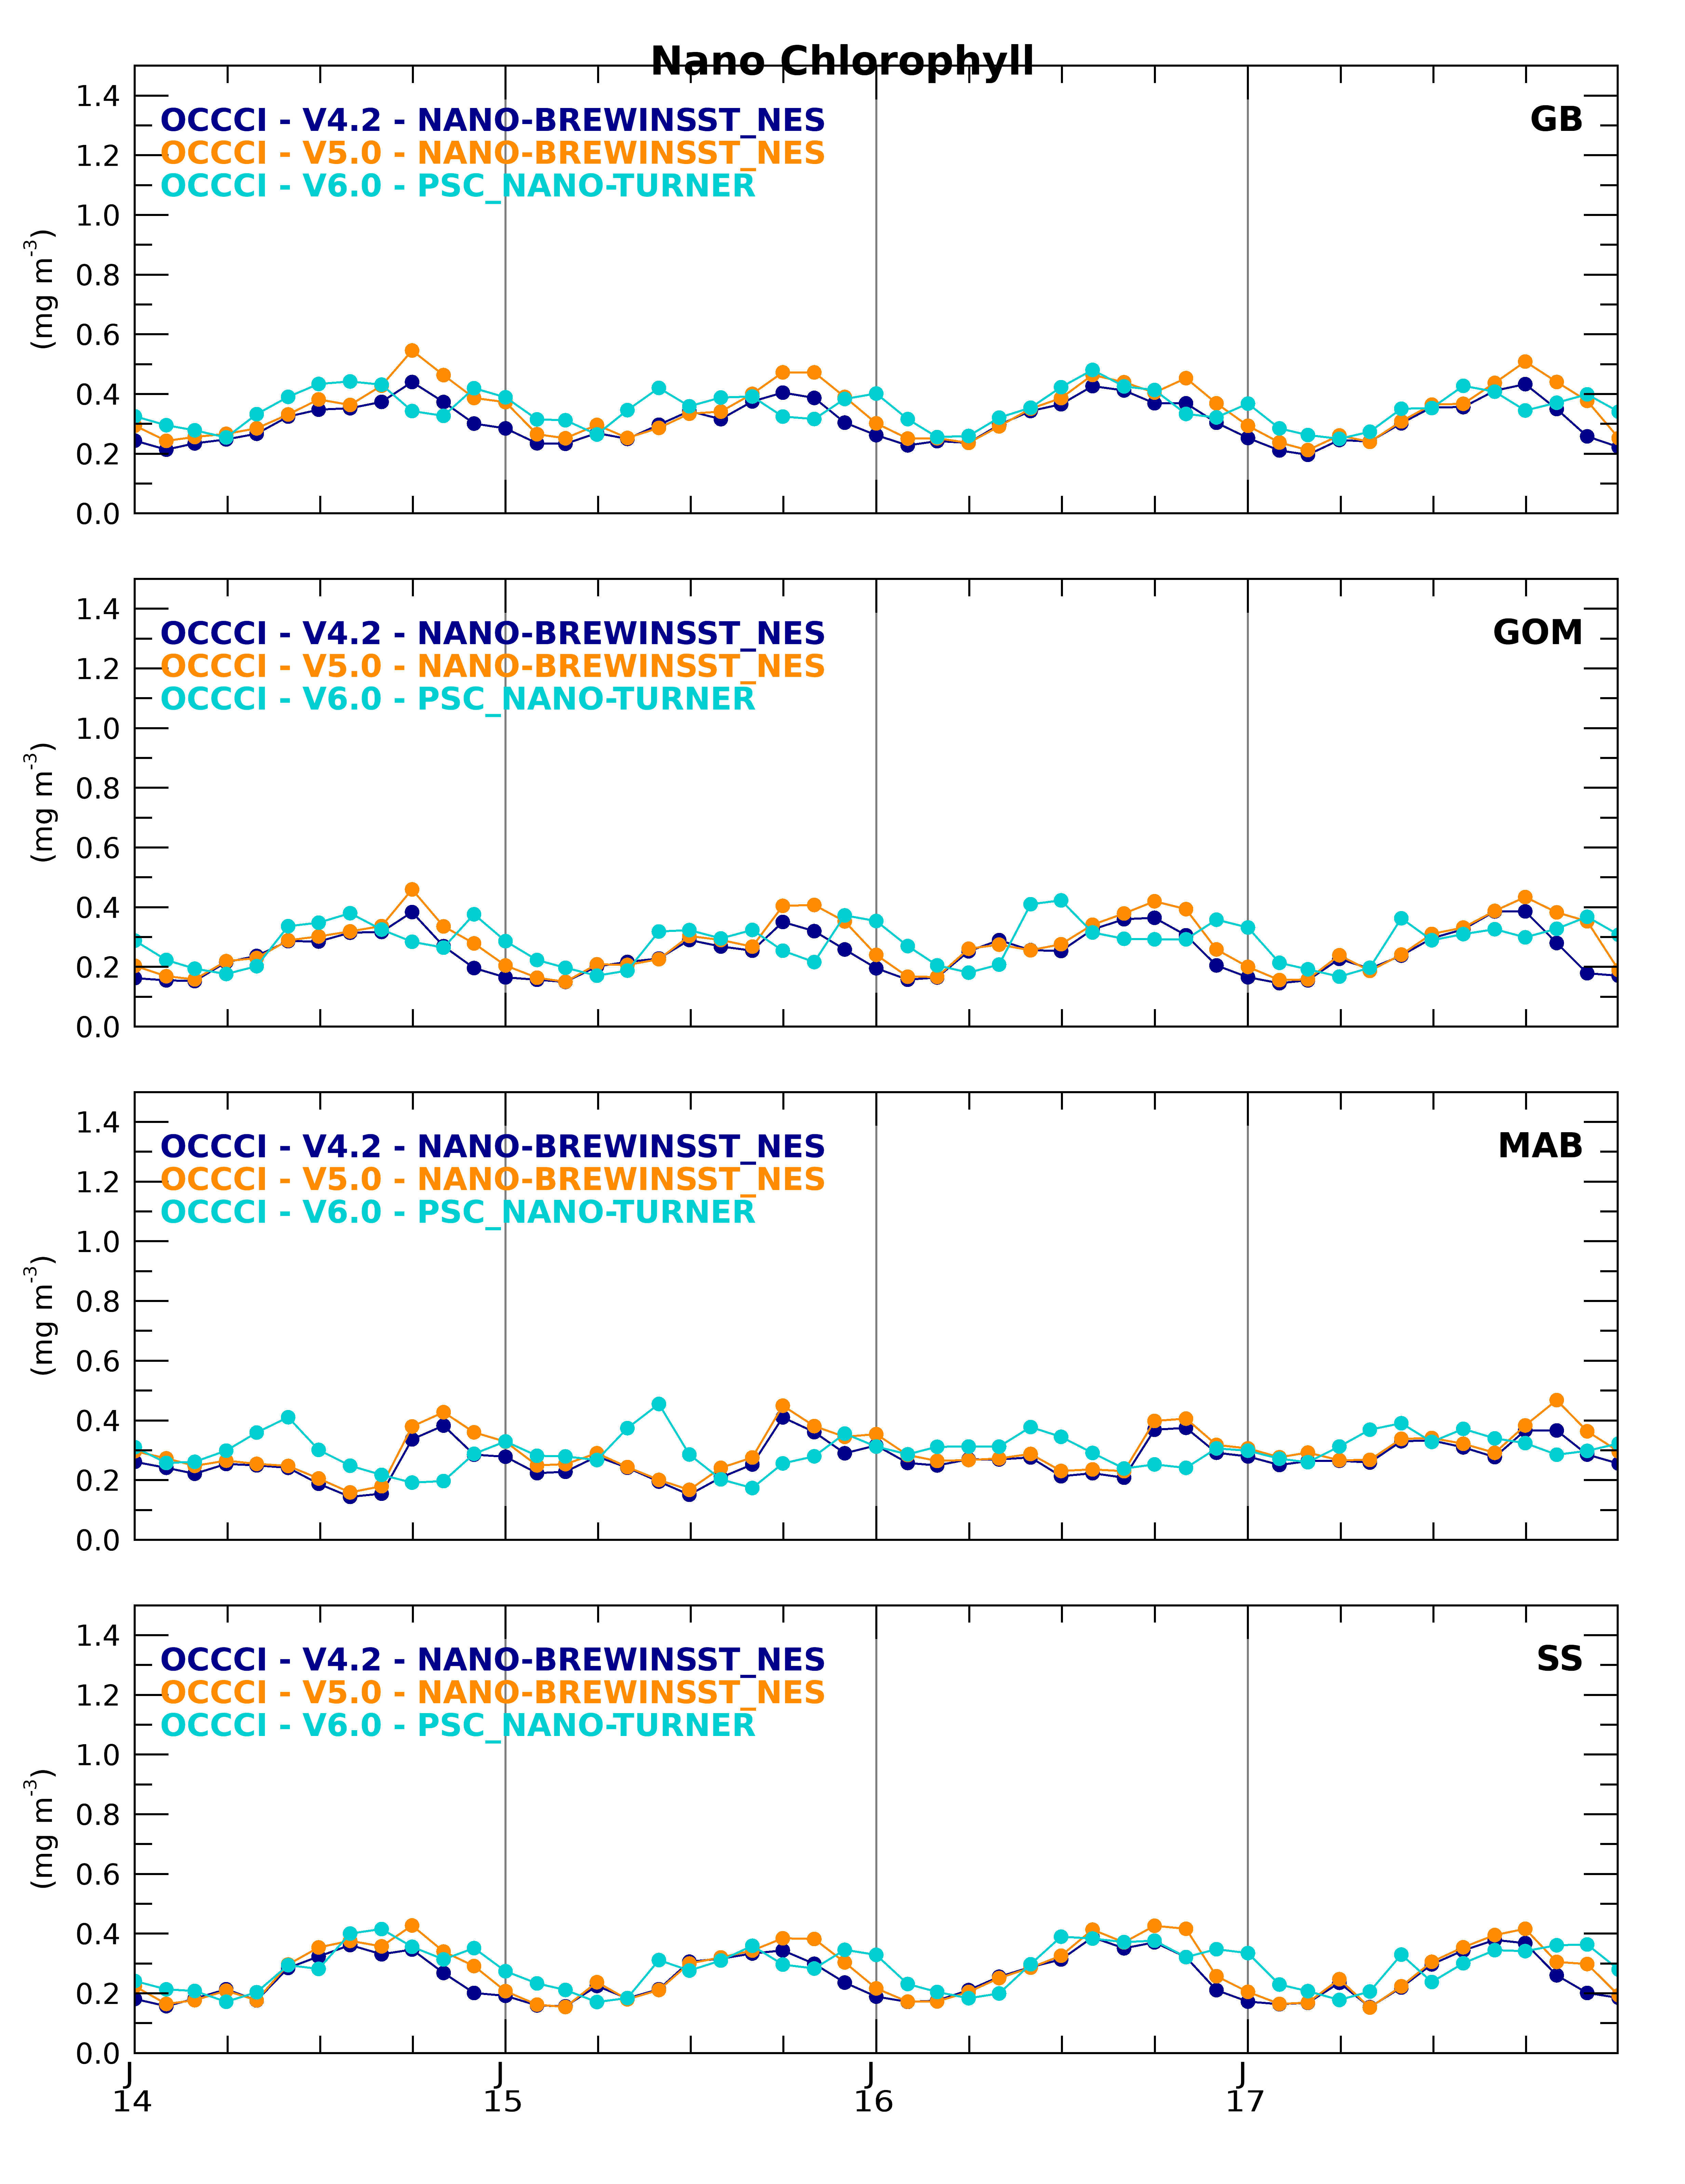 Nano Chlorophyll
1.4
1.2
1.0
0.8
0.6
0.4
0.2
0.0
(mg m-3)
OCCCI - V4.2 - NANO-BREWINSST_NES
OCCCI - V5.0 - NANO-BREWINSST_NES
OCCCI - V6.0 - PSC_NANO-TURNER
GB
1.4
1.2
1.0
0.8
0.6
0.4
0.2
0.0
(mg m-3)
OCCCI - V4.2 - NANO-BREWINSST_NES
OCCCI - V5.0 - NANO-BREWINSST_NES
OCCCI - V6.0 - PSC_NANO-TURNER
GOM
1.4
1.2
1.0
0.8
0.6
0.4
0.2
0.0
(mg m-3)
OCCCI - V4.2 - NANO-BREWINSST_NES
OCCCI - V5.0 - NANO-BREWINSST_NES
OCCCI - V6.0 - PSC_NANO-TURNER
MAB
1.4
1.2
1.0
0.8
0.6
0.4
0.2
0.0
(mg m-3)
OCCCI - V4.2 - NANO-BREWINSST_NES
OCCCI - V5.0 - NANO-BREWINSST_NES
OCCCI - V6.0 - PSC_NANO-TURNER
SS
J J J J
14 15 16 17